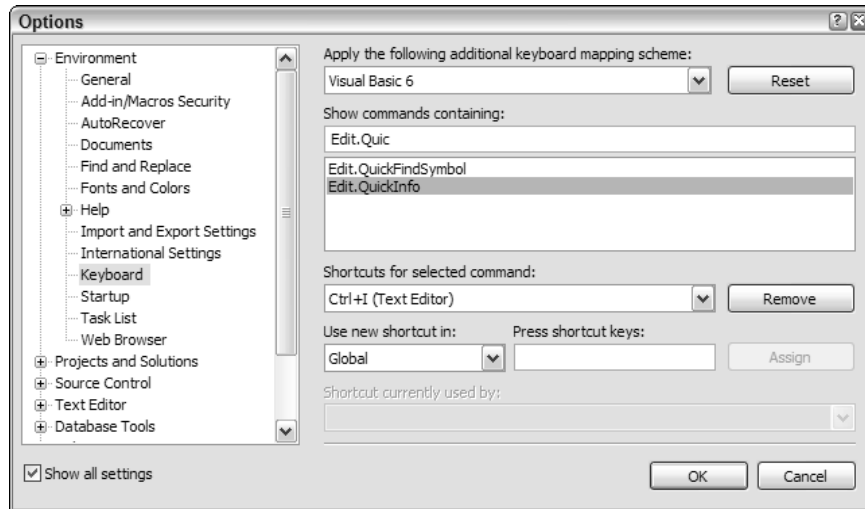 Options
Environment
General
Add-in/Macros Security
AutoRecover
Documents
Find and Replace
Fonts and Colors
Help
Import and Export Settings
International Settings
Keyboard
Startup
Task List
Web Browser
Projects and Solutions
Source Control
Text Editor
Database Tools
Show all settings
Apply the following additional keyboard mapping scheme:
Visual Basic 6
Reset
Show commands containing:
Edit.Quic
Edit.QuickFindSymbol
Edit.QuickInfo
Shortcuts for selected command:
Ctrl+I (Text Editor)
Remove
Use new shortcut in:
Press shortcut keys:
Global
Assign
Shortcut currently used by:
OK
Cancel